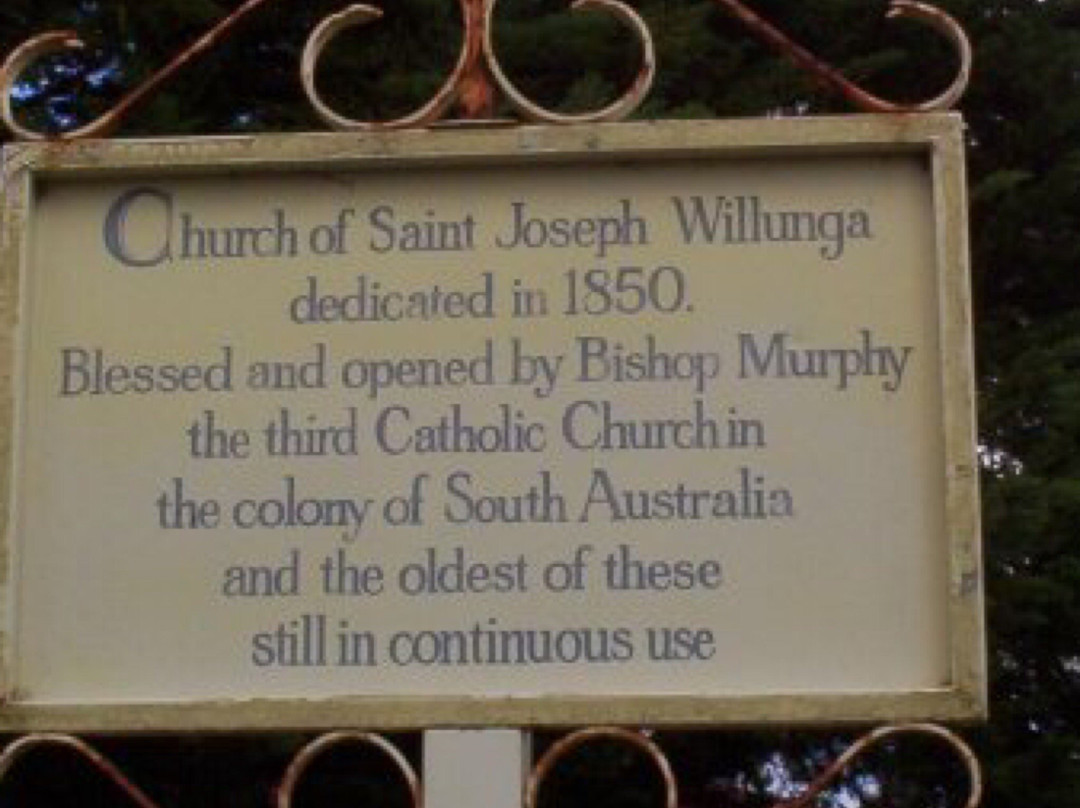 Church of Saint Joseph Willunga
dedicated in 1850.
Blessed and opened by Bishop Murphy
the third Catholic Church in
the colony of South Australia
and the oldest of these
still in continuous use